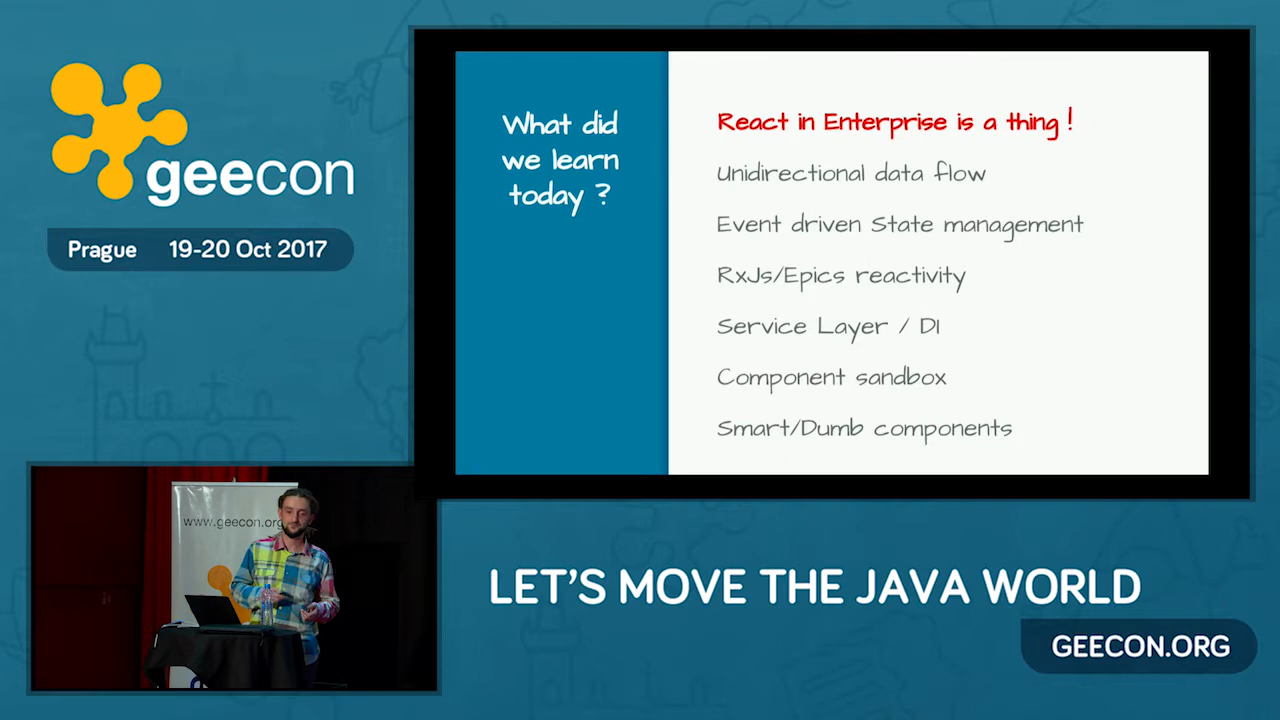 geecon
Prague 19-20 Oct 2017
What did
we learn
today ?
React in Enterprise is a thing !
Unidirectional data flow
Event driven State management
RxJs/Epics reactivity
Service Layer / DI
Component sandbox
Smart/Dumb components
www.geecon.org
LET'S MOVE THE JAVA WORLD
GEECON.ORG